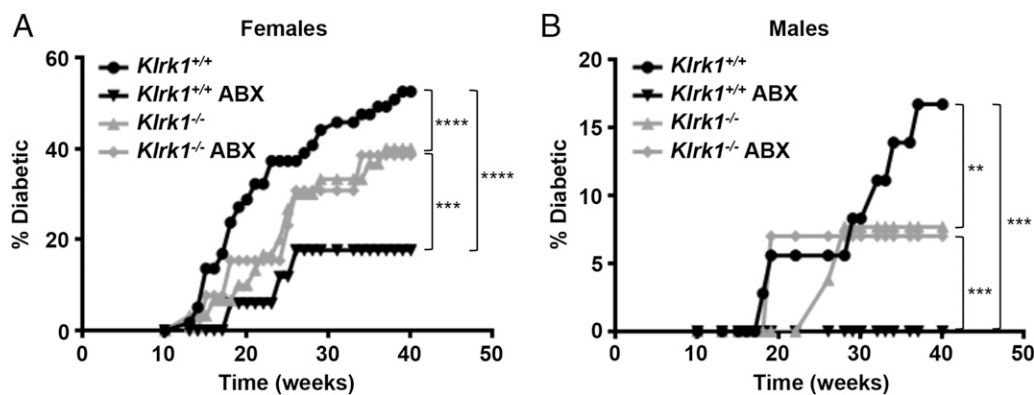 A
Females
Klrk1+/+
Klrk1+/+ ABX
Klrk1-/-
Klrk1-/- ABX
% Diabetic
60
40
20
0
0 10 20 30 40 50
Time (weeks)
****
***
****
B
Males
Klrk1+/+
Klrk1+/+ ABX
Klrk1-/-
Klrk1-/- ABX
% Diabetic
20
15
10
5
0
0 10 20 30 40 50
Time (weeks)
**
***
***